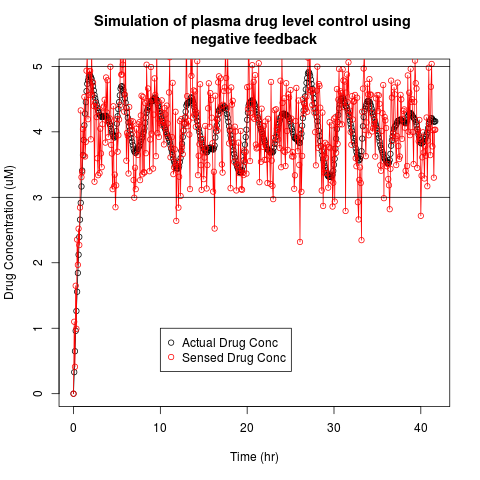 Simulation of plasma drug level control using
negative feedback
Drug Concentration (uM)
5
4
3
2
1
0
Actual Drug Conc
Sensed Drug Conc
0
10
20
30
40
Time (hr)